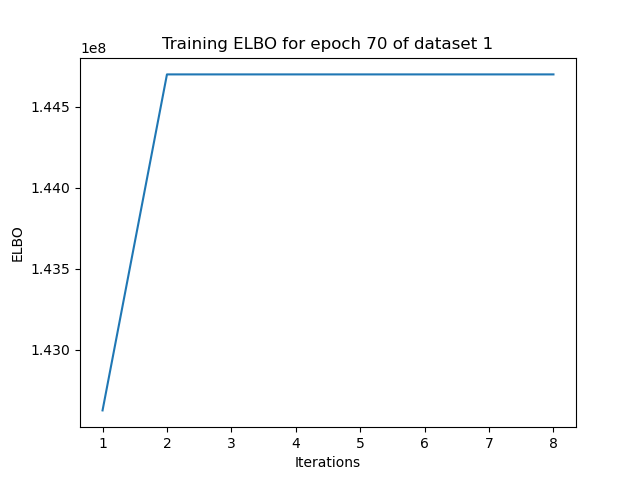 Training ELBO for epoch 70 of dataset 1
1e8
1.445
1.440
1.435
1.430
ELBO
1 2 3 4 5 6 7 8
Iterations